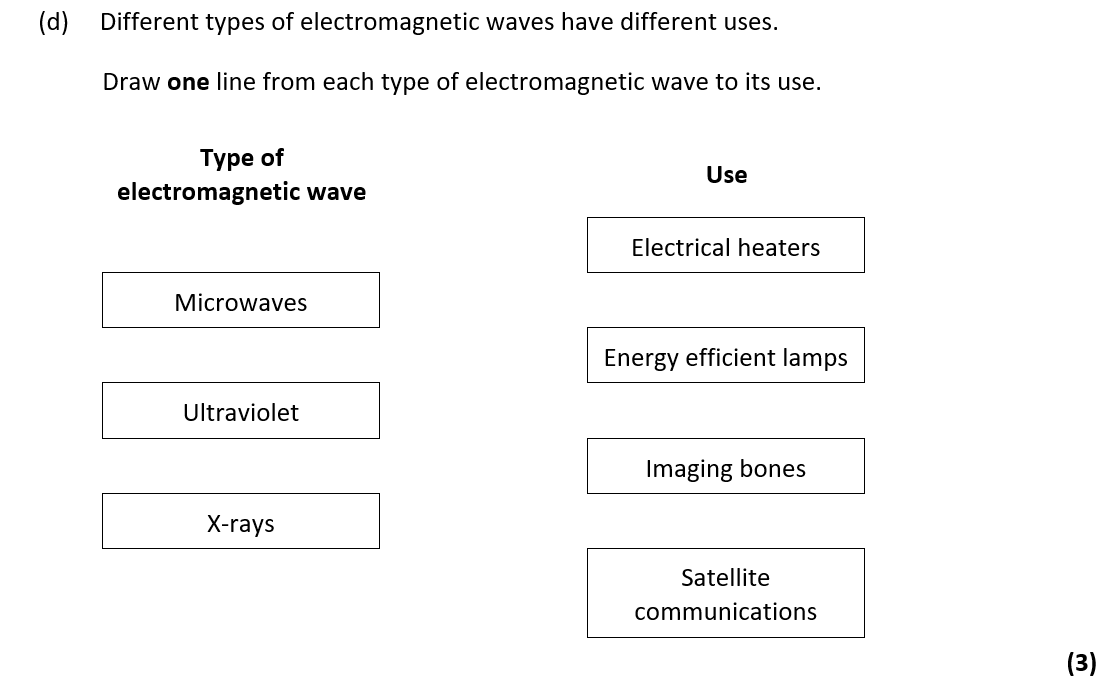 (d) Different types of electromagnetic waves have different uses.
Draw one line from each type of electromagnetic wave to its use.
Type of
electromagnetic wave
Use
Electrical heaters
Microwaves
Energy efficient lamps
Ultraviolet
Imaging bones
X-rays
Satellite
communications
(3)